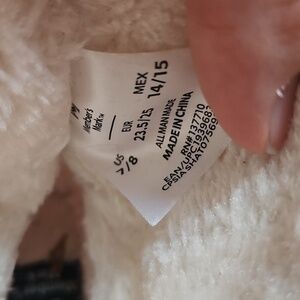 Member's
Mark™
US
7/8
EUR
23.5/25
MEX
14/15
ALL MAN MADE
MADE IN CHINA
RN#137710